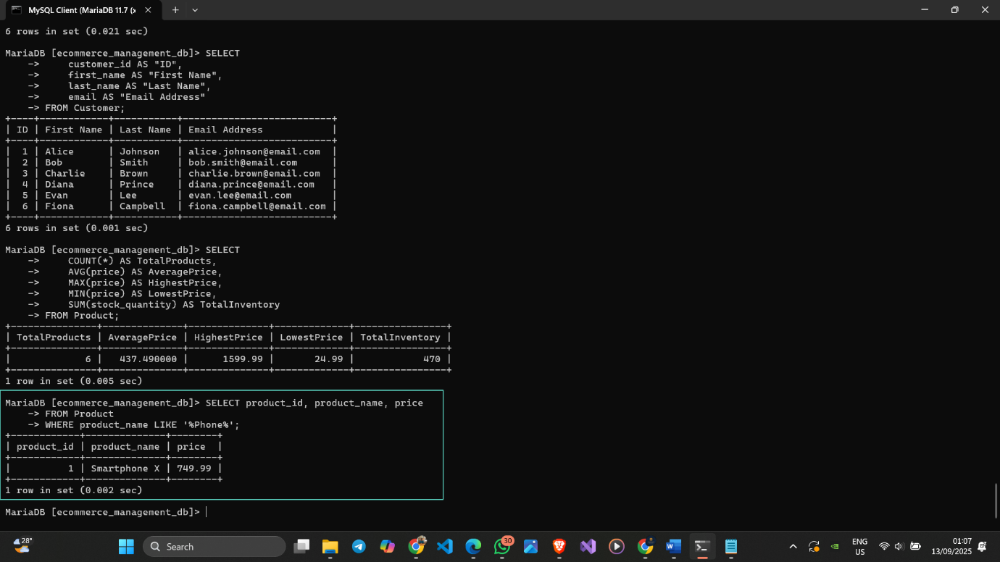 MySQL Client (MariaDB 11.7 (x
6 rows in set (0.021 sec)
MariaDB [ecommerce_management_db]> SELECT
    ->     customer_id AS "ID",
    ->     first_name AS "First Name",
    ->     last_name AS "Last Name",
    ->     email AS "Email Address"
    -> FROM Customer;
+----+------------+-----------+--------------------------+
| ID | First Name | Last Name | Email Address            |
+----+------------+-----------+--------------------------+
|  1 | Alice      | Johnson   | alice.johnson@email.com  |
|  2 | Bob        | Smith     | bob.smith@email.com      |
|  3 | Charlie    | Brown     | charlie.brown@email.com  |
|  4 | Diana      | Prince    | diana.prince@email.com   |
|  5 | Evan       | Lee       | evan.lee@email.com       |
|  6 | Fiona      | Campbell  | fiona.campbell@email.com |
+----+------------+-----------+--------------------------+
6 rows in set (0.001 sec)
MariaDB [ecommerce_management_db]> SELECT
    ->     COUNT(*) AS TotalProducts,
    ->     AVG(price) AS AveragePrice,
    ->     MAX(price) AS HighestPrice,
    ->     MIN(price) AS LowestPrice,
    ->     SUM(stock_quantity) AS TotalInventory
    -> FROM Product;
+---------------+--------------+--------------+-------------+----------------+
| TotalProducts | AveragePrice | HighestPrice | LowestPrice | TotalInventory |
+---------------+--------------+--------------+-------------+----------------+
|             6 |   437.490000 |      1599.99 |       24.99 |            470 |
+---------------+--------------+--------------+-------------+----------------+
1 row in set (0.005 sec)
MariaDB [ecommerce_management_db]> SELECT product_id, product_name, price
    -> FROM Product
    -> WHERE product_name LIKE '%Phone%';
+------------+--------------+--------+
| product_id | product_name | price  |
+------------+--------------+--------+
|          1 | Smartphone X | 749.99 |
+------------+--------------+--------+
1 row in set (0.002 sec)
MariaDB [ecommerce_management_db]>
28°
Search
30
ENG
US
01:07
13/09/2025